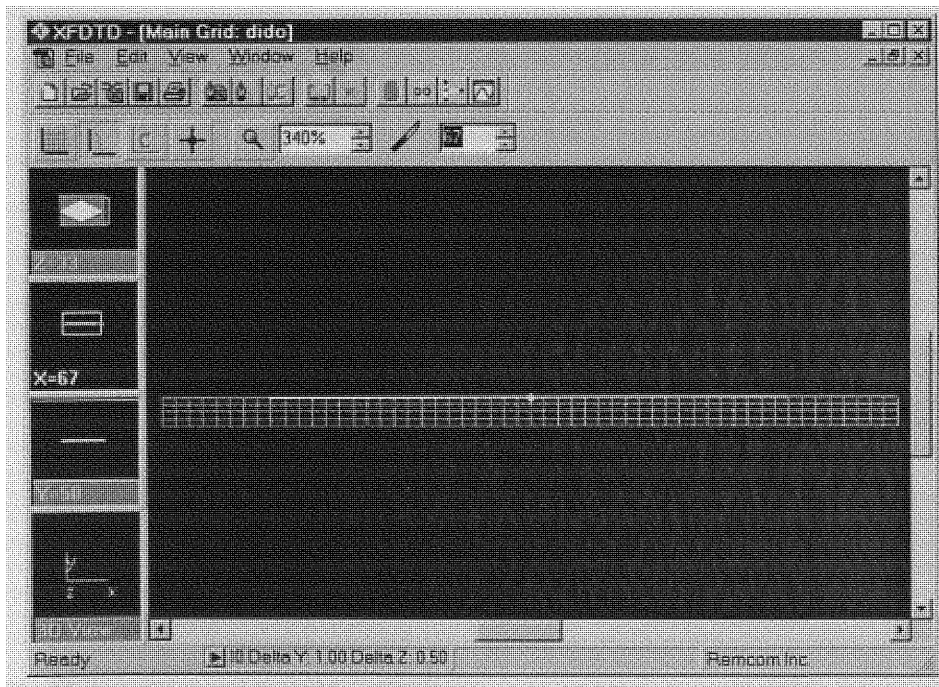 XFDTD - [Main Grid: dido]
File Edit View Window Help
340% 67
X=67
y
z
Ready
Delta Y: 1.00 Delta Z: 0.50
Remcom Inc.